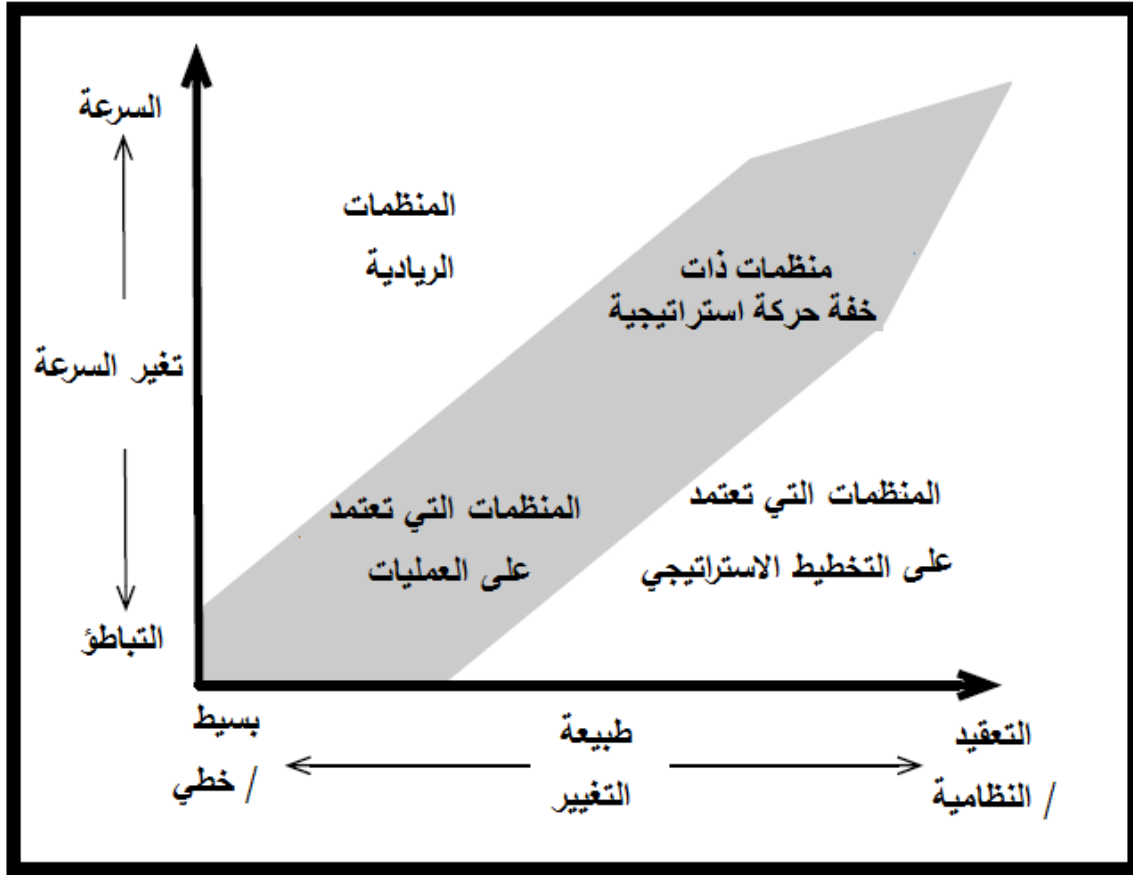 السرعة
المنظمات
الريادية
منظمات ذات
خفة حركة استراتيجية
تغير السرعة
المنظمات التي تعتمد
على العمليات
المنظمات التي تعتمد
على التخطيط الاستراتيجي
التباطؤ
بسيط
/ خطي
طبيعة
التغيير
التعقيد
/ النظامية